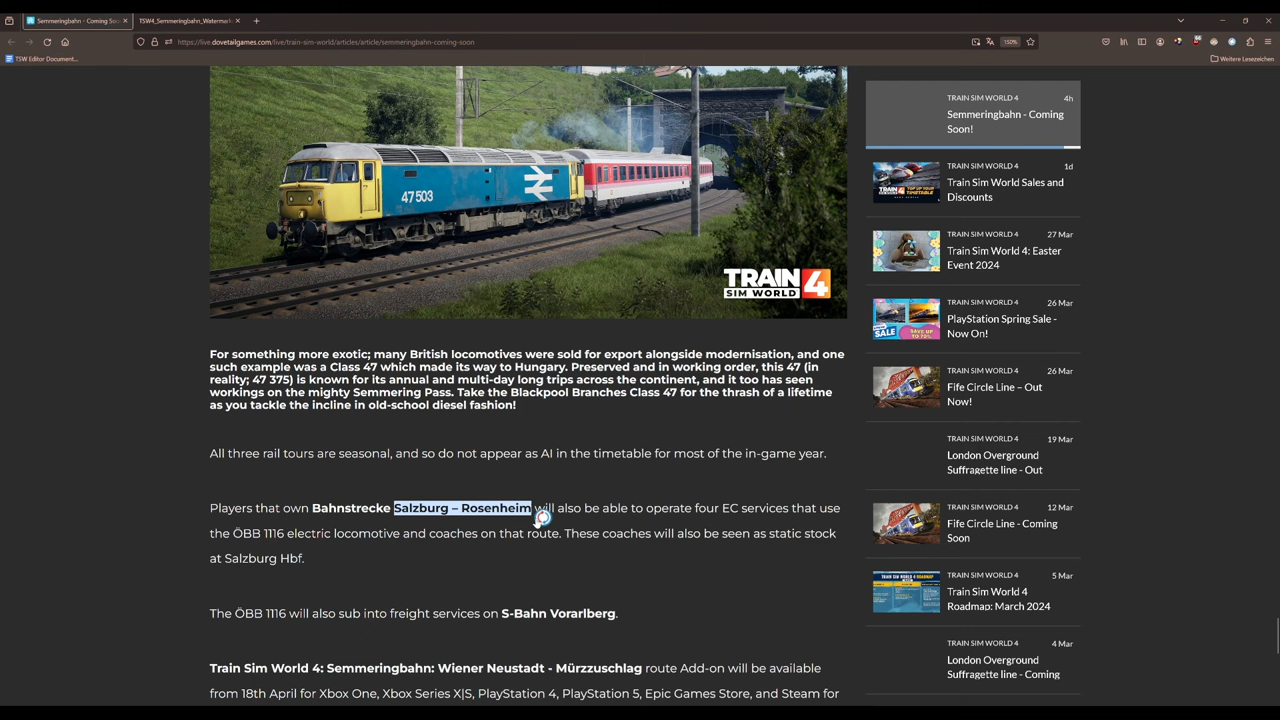 Semmeringbahn - Coming Soo
TSW4_Semmeringbahn_Watermark
https://live.dovetailgames.com/live/train-sim-world/articles/article/semmeringbahn-coming-soon
150%
TSW Editor Document...
Weitere Lesezeichen
47 503
TRAIN
SIM WORLD 4
For something more exotic; many British locomotives were sold for export alongside modernisation, and one
such example was a Class 47 which made its way to Hungary. Preserved and in working order, this 47 (in
reality; 47 375) is known for its annual and multi-day long trips across the continent, and it too has seen
workings on the mighty Semmering Pass. Take the Blackpool Branches Class 47 for the thrash of a lifetime
as you tackle the incline in old-school diesel fashion!
All three rail tours are seasonal, and so do not appear as AI in the timetable for most of the in-game year.
Players that own Bahnstrecke Salzburg – Rosenheim will also be able to operate four EC services that use
the ÖBB 1116 electric locomotive and coaches on that route. These coaches will also be seen as static stock
at Salzburg Hbf.
The ÖBB 1116 will also sub into freight services on S-Bahn Vorarlberg.
Train Sim World 4: Semmeringbahn: Wiener Neustadt - Mürzzuschlag route Add-on will be available
from 18th April for Xbox One, Xbox Series X|S, PlayStation 4, PlayStation 5, Epic Games Store, and Steam for
TRAIN SIM WORLD 4 4h
Semmeringbahn - Coming
Soon!
TRAIN SIM WORLD 4 1d
Train Sim World Sales and
Discounts
TRAIN SIM WORLD 4 27 Mar
Train Sim World 4: Easter
Event 2024
TRAIN SIM WORLD 4 26 Mar
PlayStation Spring Sale -
Now On!
TRAIN SIM WORLD 4 26 Mar
Fife Circle Line – Out
Now!
TRAIN SIM WORLD 4 19 Mar
London Overground
Suffragette line - Out
TRAIN SIM WORLD 4 12 Mar
Fife Circle Line - Coming
Soon
TRAIN SIM WORLD 4 5 Mar
Train Sim World 4
Roadmap: March 2024
TRAIN SIM WORLD 4 4 Mar
London Overground
Suffragette line - Coming